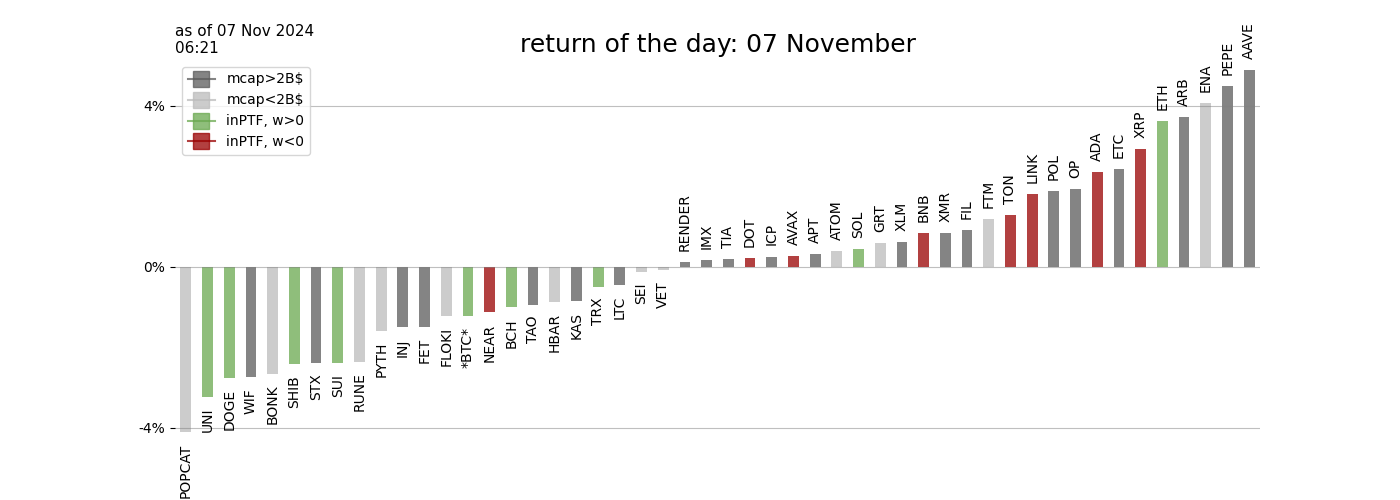 as of 07 Nov 2024
06:21
return of the day: 07 November
mcap>2B$
mcap<2B$
inPTF, w>0
inPTF, w<0
4%
0%
-4%
POPCAT
UNI
DOGE
WIF
BONK
SHIB
STX
SUI
RUNE
PYTH
INJ
FET
FLOKI
*BTC*
NEAR
BCH
TAO
HBAR
KAS
TRX
LTC
SEI
VET
RENDER
IMX
TIA
DOT
ICP
AVAX
APT
ATOM
SOL
GRT
XLM
BNB
XMR
FIL
FTM
TON
LINK
POL
OP
ADA
ETC
XRP
ETH
ARB
ENA
PEPE
AAVE